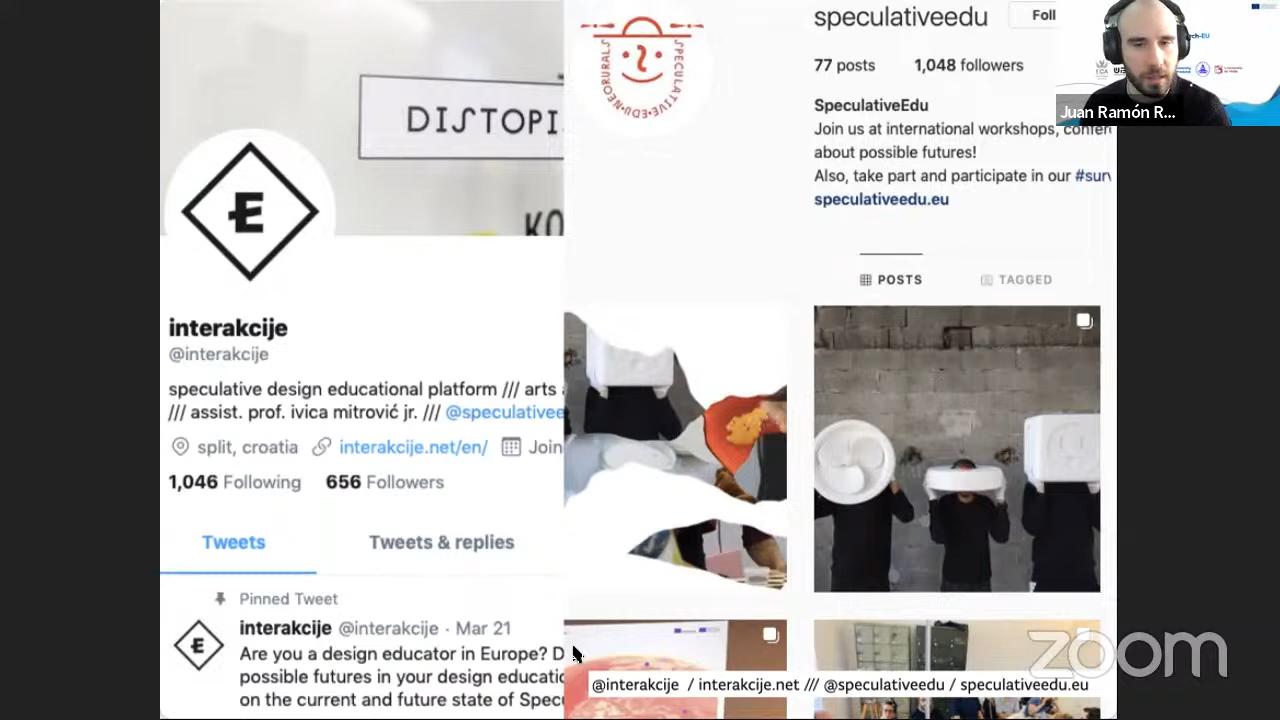 DISTOPI
KO
E
interakcije
@interakcije
speculative design educational platform /// arts
/// assist. prof. ivica mitrović jr. /// @speculativee
split, croatia interakcije.net/en/ Join
1,046 Following 656 Followers
Tweets Tweets & replies
Pinned Tweet
interakcije @interakcije · Mar 21
Are you a design educator in Europe? D
possible futures in your design educatio
on the current and future state of Spec
SPECULATIVE-EDU·NEORURALS
speculativeedu Foll
77 posts 1,048 followers
SpeculativeEdu
Join us at international workshops, confer
about possible futures!
Also, take part and participate in our #surv
speculativeedu.eu
POSTS TAGGED
@interakcije / interakcije.net /// @speculativeedu / speculativeedu.eu
Juan Ramón R...
zoom